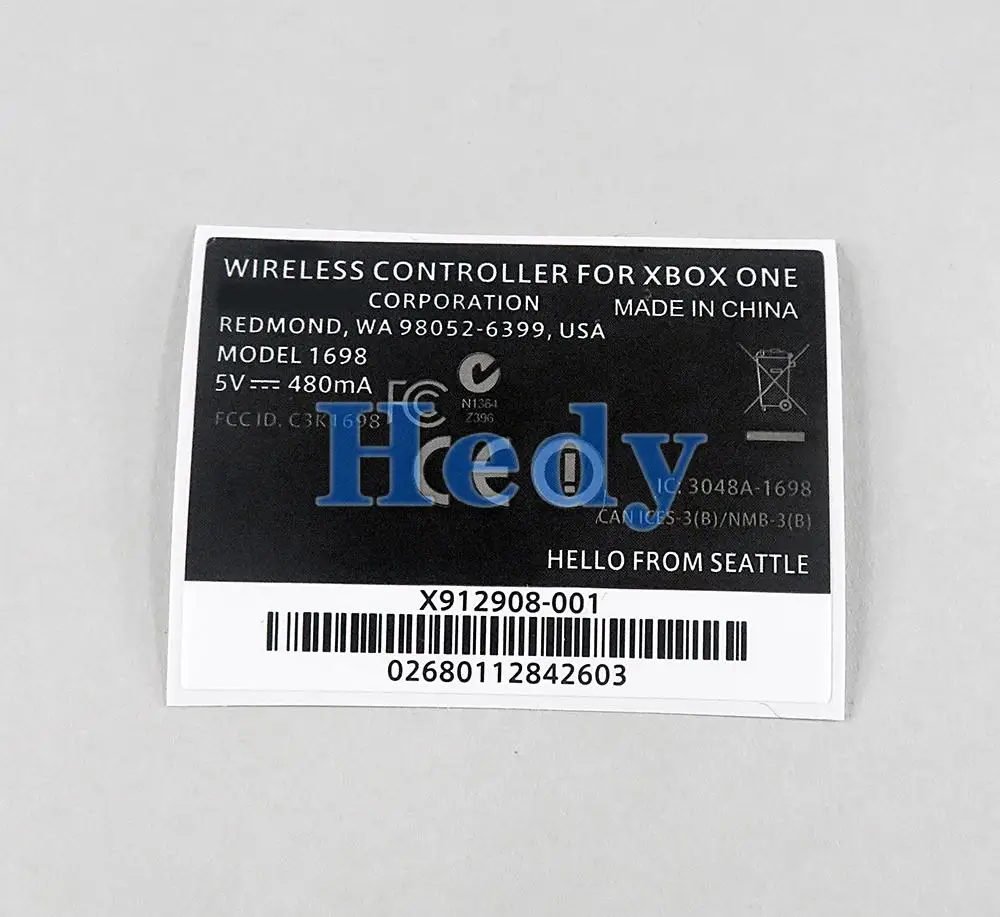 WIRELESS CONTROLLER FOR XBOX ONE
CORPORATION MADE IN CHINA
REDMOND, WA 98052-6399, USA
MODEL 1698
5V ⎓ 480mA
N1364
Z396
FCC ID. C3K1698
Hedy
IC: 3048A-1698
CAN ICES-3(B)/NMB-3(B)
HELLO FROM SEATTLE
X912908-001
02680112842603